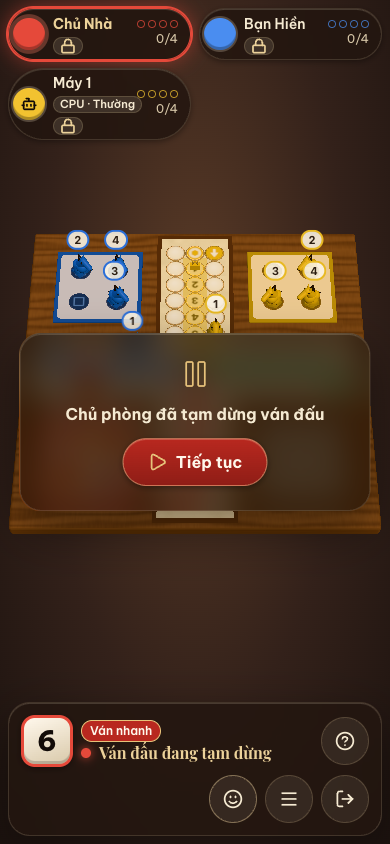 Chủ Nhà
0/4
Bạn Hiền
0/4
Máy 1
CPU · Thường
0/4
2
4
3
1
2
3
4
1
Chủ phòng đã tạm dừng ván đấu
Tiếp tục
6
Ván nhanh
Ván đấu đang tạm dừng